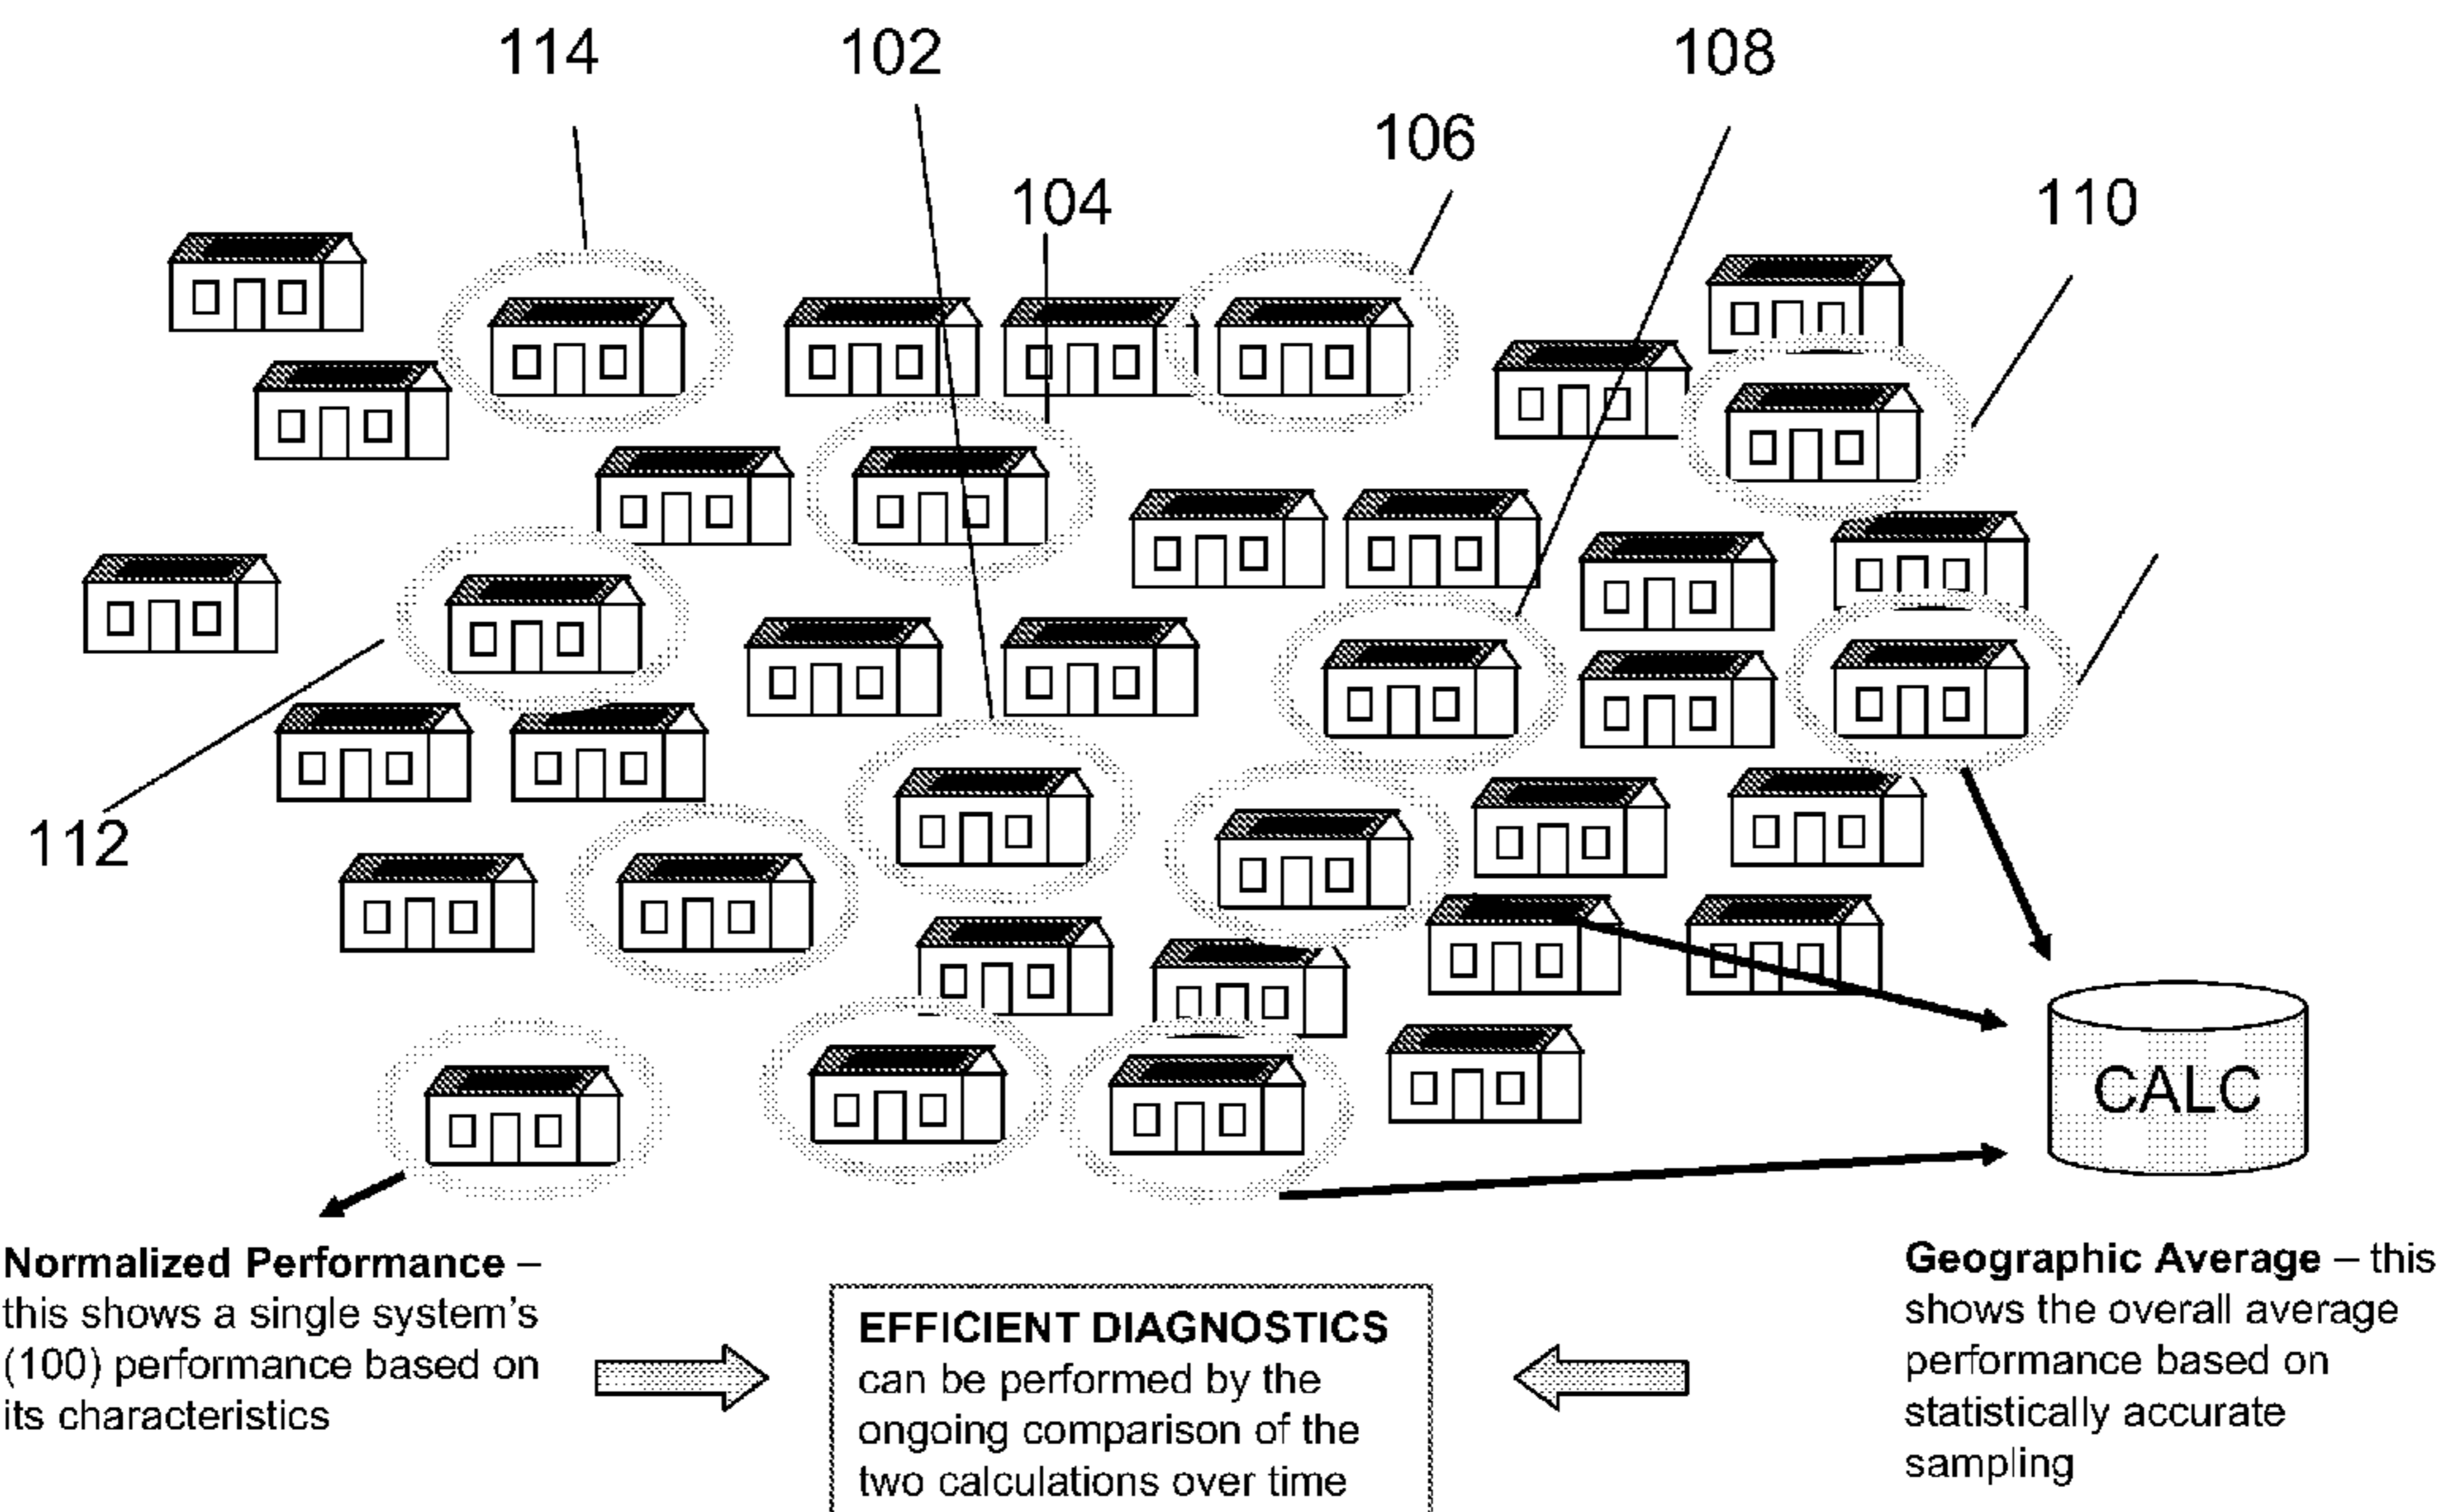 114
102
108
106
104
110
112
CALC
Normalized Performance –
this shows a single system's
(100) performance based on
its characteristics
EFFICIENT DIAGNOSTICS
can be performed by the
ongoing comparison of the
two calculations over time
Geographic Average – this
shows the overall average
performance based on
statistically accurate
sampling